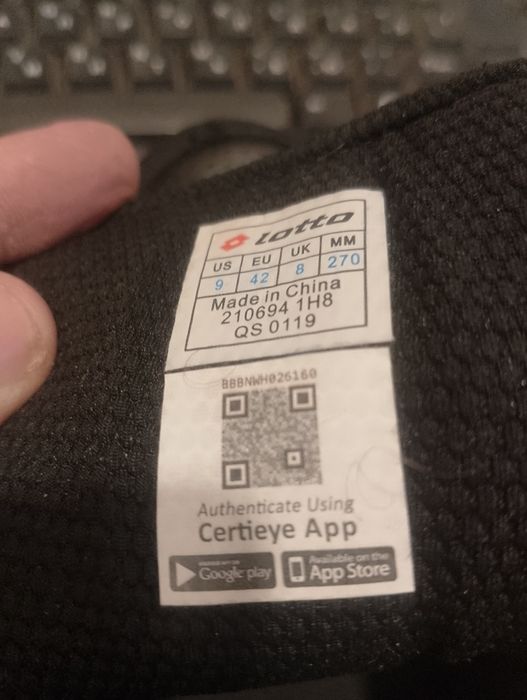 lotto
US EU UK MM
9 42 8 270
Made in China
210694 1H8
QS 0119
BBBNWH026160
Authenticate Using
Certieye App
Google play
Available on the
App Store